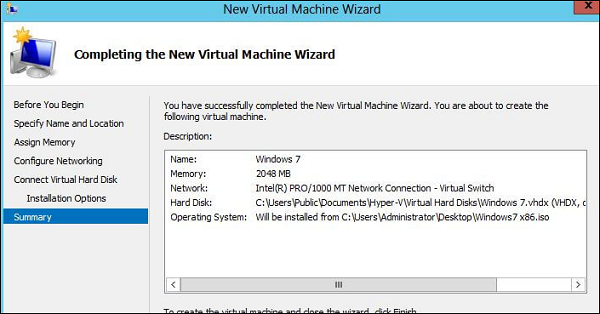 New Virtual Machine Wizard
X
Completing the New Virtual Machine Wizard
Before You Begin
Specify Name and Location
Assign Memory
Configure Networking
Connect Virtual Hard Disk
Installation Options
Summary
You have successfully completed the New Virtual Machine Wizard. You are about to create the
following virtual machine.
Description:
Name: Windows 7
Memory: 2048 MB
Network: Intel(R) PRO/1000 MT Network Connection - Virtual Switch
Hard Disk: C:\Users\Public\Documents\Hyper-V\Virtual Hard Disks\Windows 7.vhdx (VHDX, d
Operating System: Will be installed from C:\Users\Administrator\Desktop\Windows7 x86.iso
To create the virtual machine and close the wizard, click Finish.